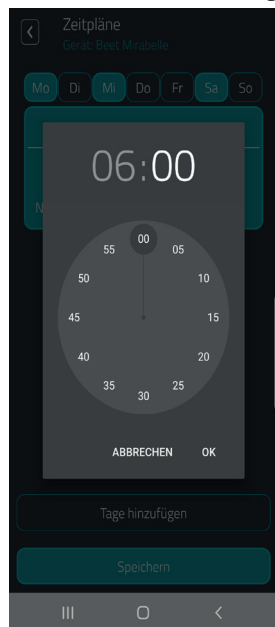 Zeitpläne
Gerät: Beet Mirabelle
Mo Di Mi Do Fr Sa So
06:00
N
00
55 05
50 10
45 15
40 20
35 25
30
ABBRECHEN OK
Tage hinzufügen
Speichern